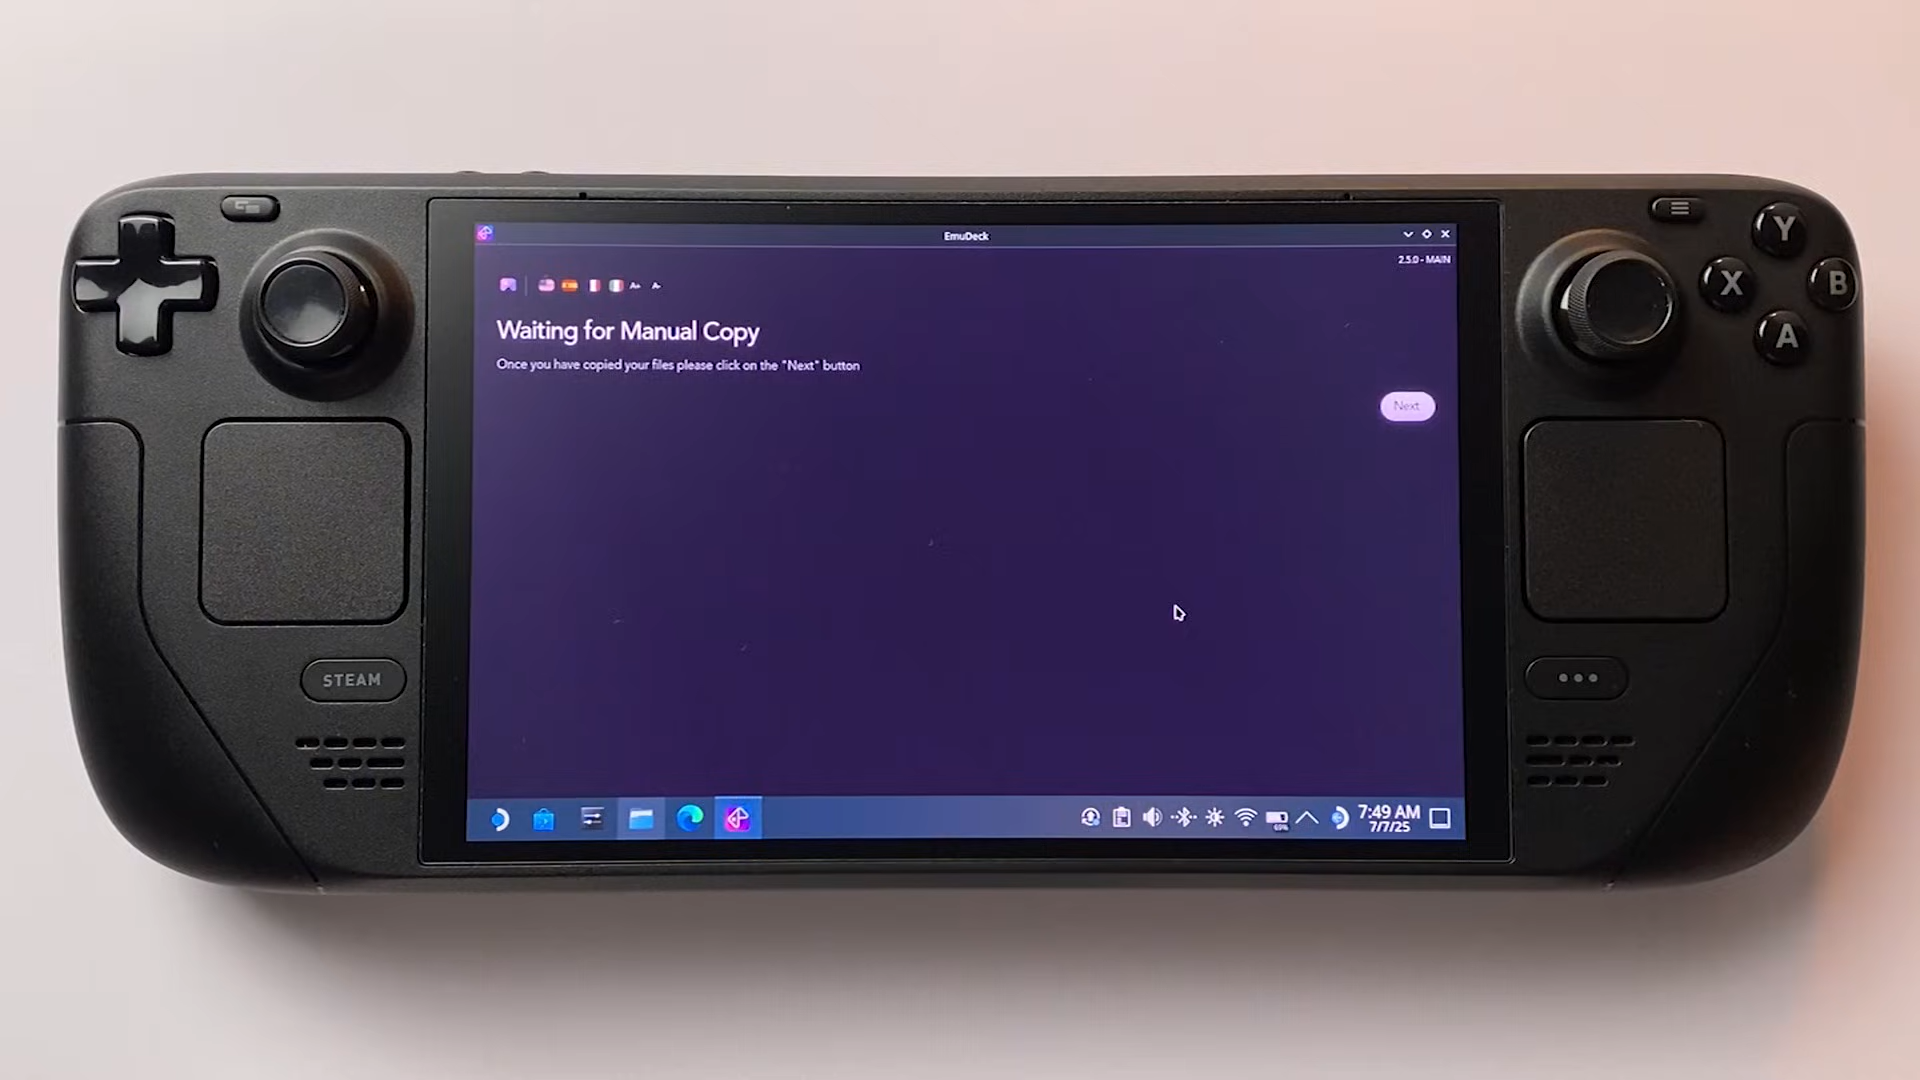 EmuDeck
2.5.0 - MAIN
A+ A-
Waiting for Manual Copy
Once you have copied your files please click on the "Next" button
Next
Y
X
B
A
STEAM
69%
7:49 AM
7/7/25